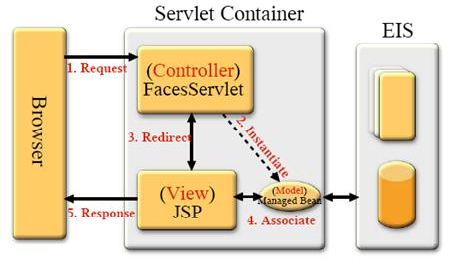 Servlet Container
EIS
1. Request
(Controller)
FacesServlet
Browser
2. Instantiate
3. Redirect
(View)
JSP
(Model)
Managed Bean
5. Response
4. Associate